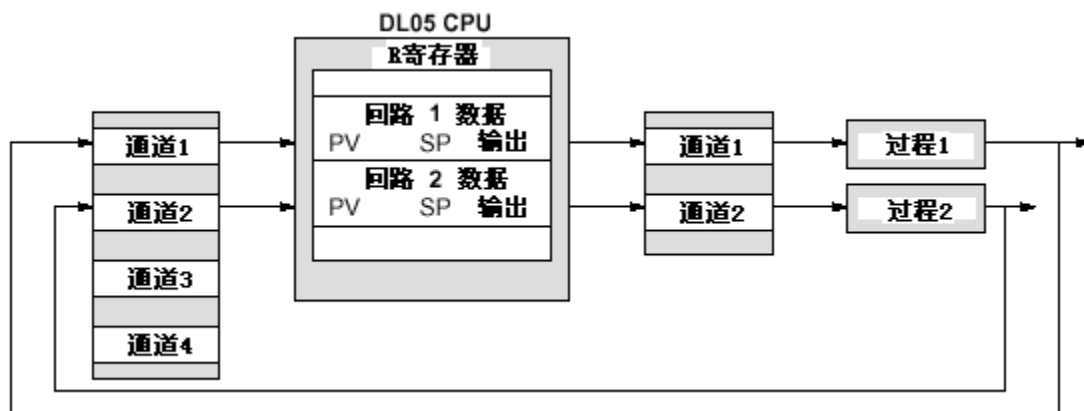 DL05 CPU
R寄存器
回路 1 数据
PV SP 输出
回路 2 数据
PV SP 输出
通道1
通道2
通道3
通道4
通道1
通道2
过程1
过程2